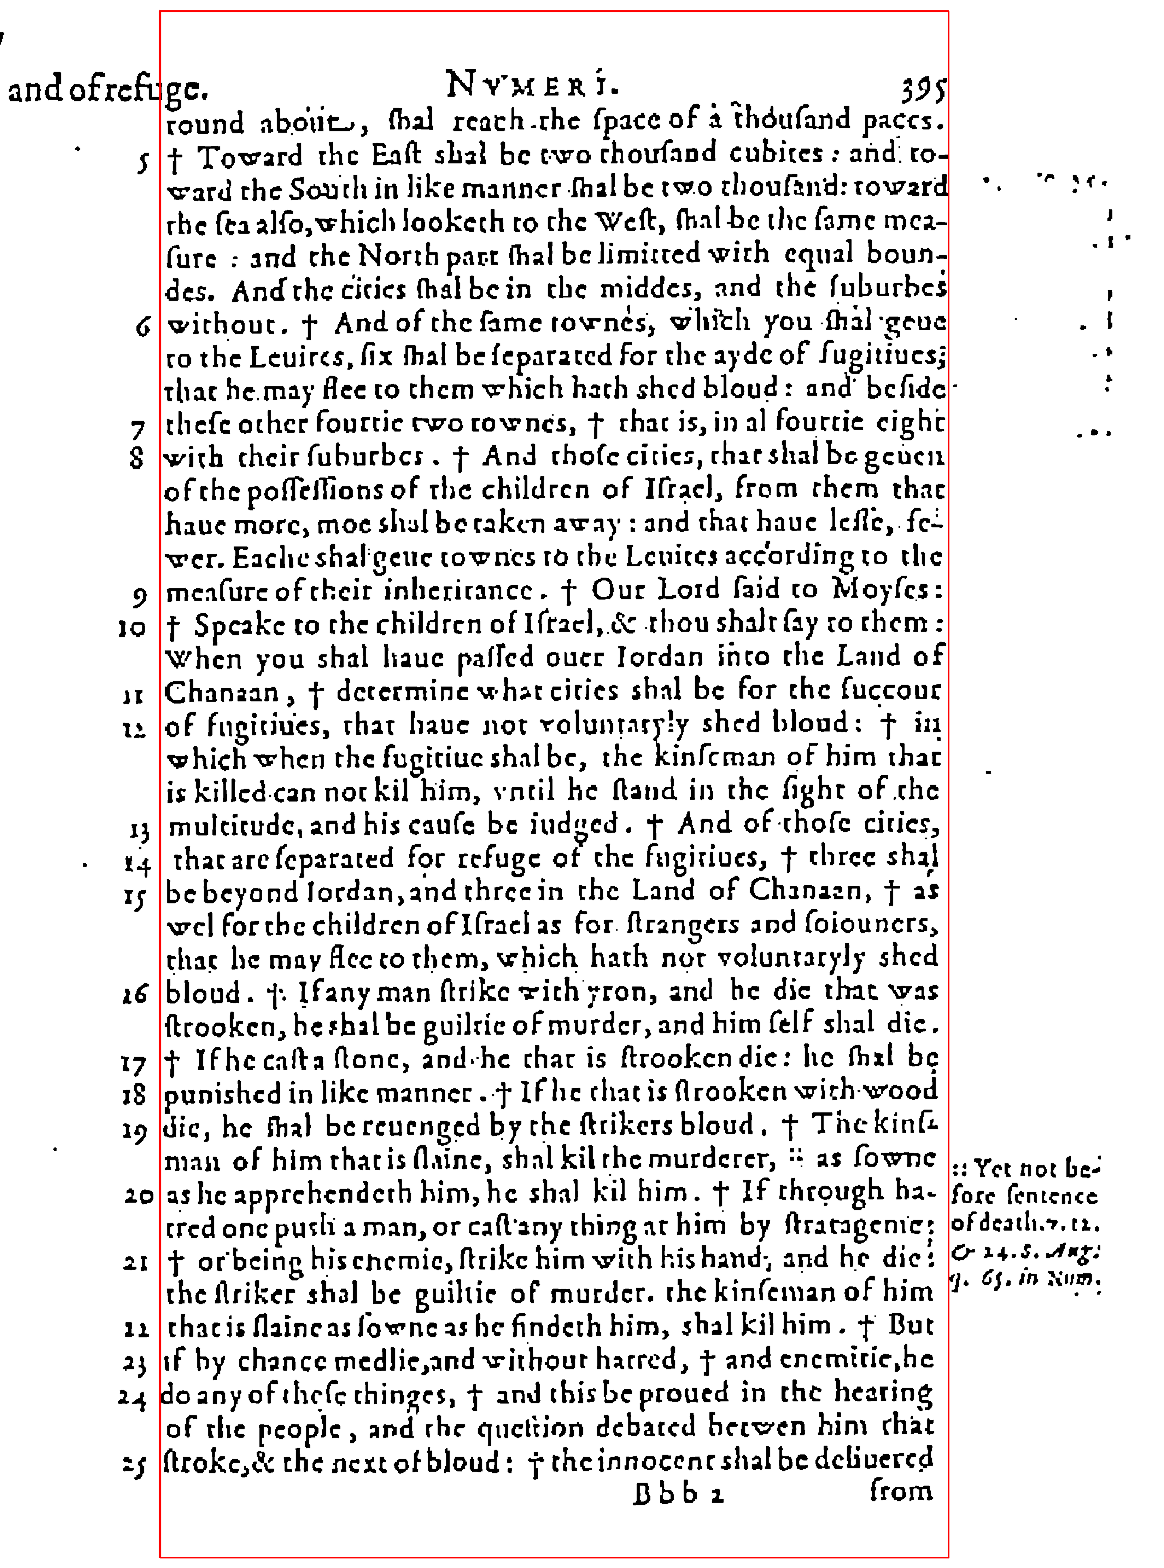 and of refuge. NVMERI. 395
round about, ſhal reach the ſpace of a thouſand paces.
5 † Toward the Eaſt shal be two thouſand cubites : and to-
ward the South in like manner ſhal be two thouſand: toward
the ſea alſo, which looketh to the Weſt, ſhal be the ſame mea-
ſure : and the North part ſhal be limitted with equal boun-
des. And the cities ſhal be in the middes, and the ſuburbes
6 without. † And of the ſame townes, which you ſhal geue
to the Leuites, ſix ſhal be ſeparated for the ayde of fugitiues;
that he may flee to them which hath shed bloud : and beſide
7 theſe other fourtie two townes, † that is, in al fourtie eight
8 with their ſuburbes. † And thoſe cities, that shal be geuen
of the poſſeſſions of the children of Iſrael, from them that
haue more, moe shal be taken away : and that haue leſſe, fe-
wer. Eache shal geue townes to the Leuites according to the
9 meaſure of their inheritance. † Our Lord ſaid to Moyſes:
10 † Speake to the children of Iſrael, & thou shalt ſay to them :
When you shal haue paſſed ouer Iordan into the Land of
11 Chanaan, † determine what cities shal be for the ſuccour
12 of fugitiues, that haue not voluntaryly shed bloud: † in
which when the fugitiue shal be, the kinſeman of him that
is killed can not kil him, vntil he ſtand in the ſight of the
13 multitude, and his cauſe be iudged. † And of thoſe cities,
14 that are ſeparated for refuge of the fugitiues, † three shal
15 be beyond Iordan, and three in the Land of Chanaan, † as
wel for the children of Iſrael as for ſtrangers and ſoiouners,
that he may flee to them, which hath not voluntaryly shed
16 bloud. † If any man ſtrike with yron, and he die that was
ſtrooken, he shal be guiltie of murder, and him ſelf shal die.
17 † If he caſt a ſtone, and he that is ſtrooken die: he ſhal be
18 punished in like manner. † If he that is ſtrooken with wood
19 die, he ſhal be reuenged by the ſtrikers bloud. † The kinſ-
man of him that is ſlaine, shal kil the murderer, :: as ſowne
20 as he apprehendeth him, he shal kil him. † If through ha-
tred one push a man, or caſt any thing at him by ſtratageme:
21 † or being his enemie, ſtrike him with his hand, and he die:
the ſtriker shal be guiltie of murder. the kinſeman of him
22 that is ſlaine as ſowne as he findeth him, shal kil him. † But
23 if by chance medlie, and without hatred, † and enemitie, he
24 do any of theſe thinges, † and this be proued in the hearing
of the people, and the queſtion debated betwen him that
25 ſtroke, & the next of bloud: † the innocent shal be deliuered
Bbb 2 from
:: Yet not be-
fore ſentence
of death. v. 12.
& 24. S. Aug.
q. 65. in Num.